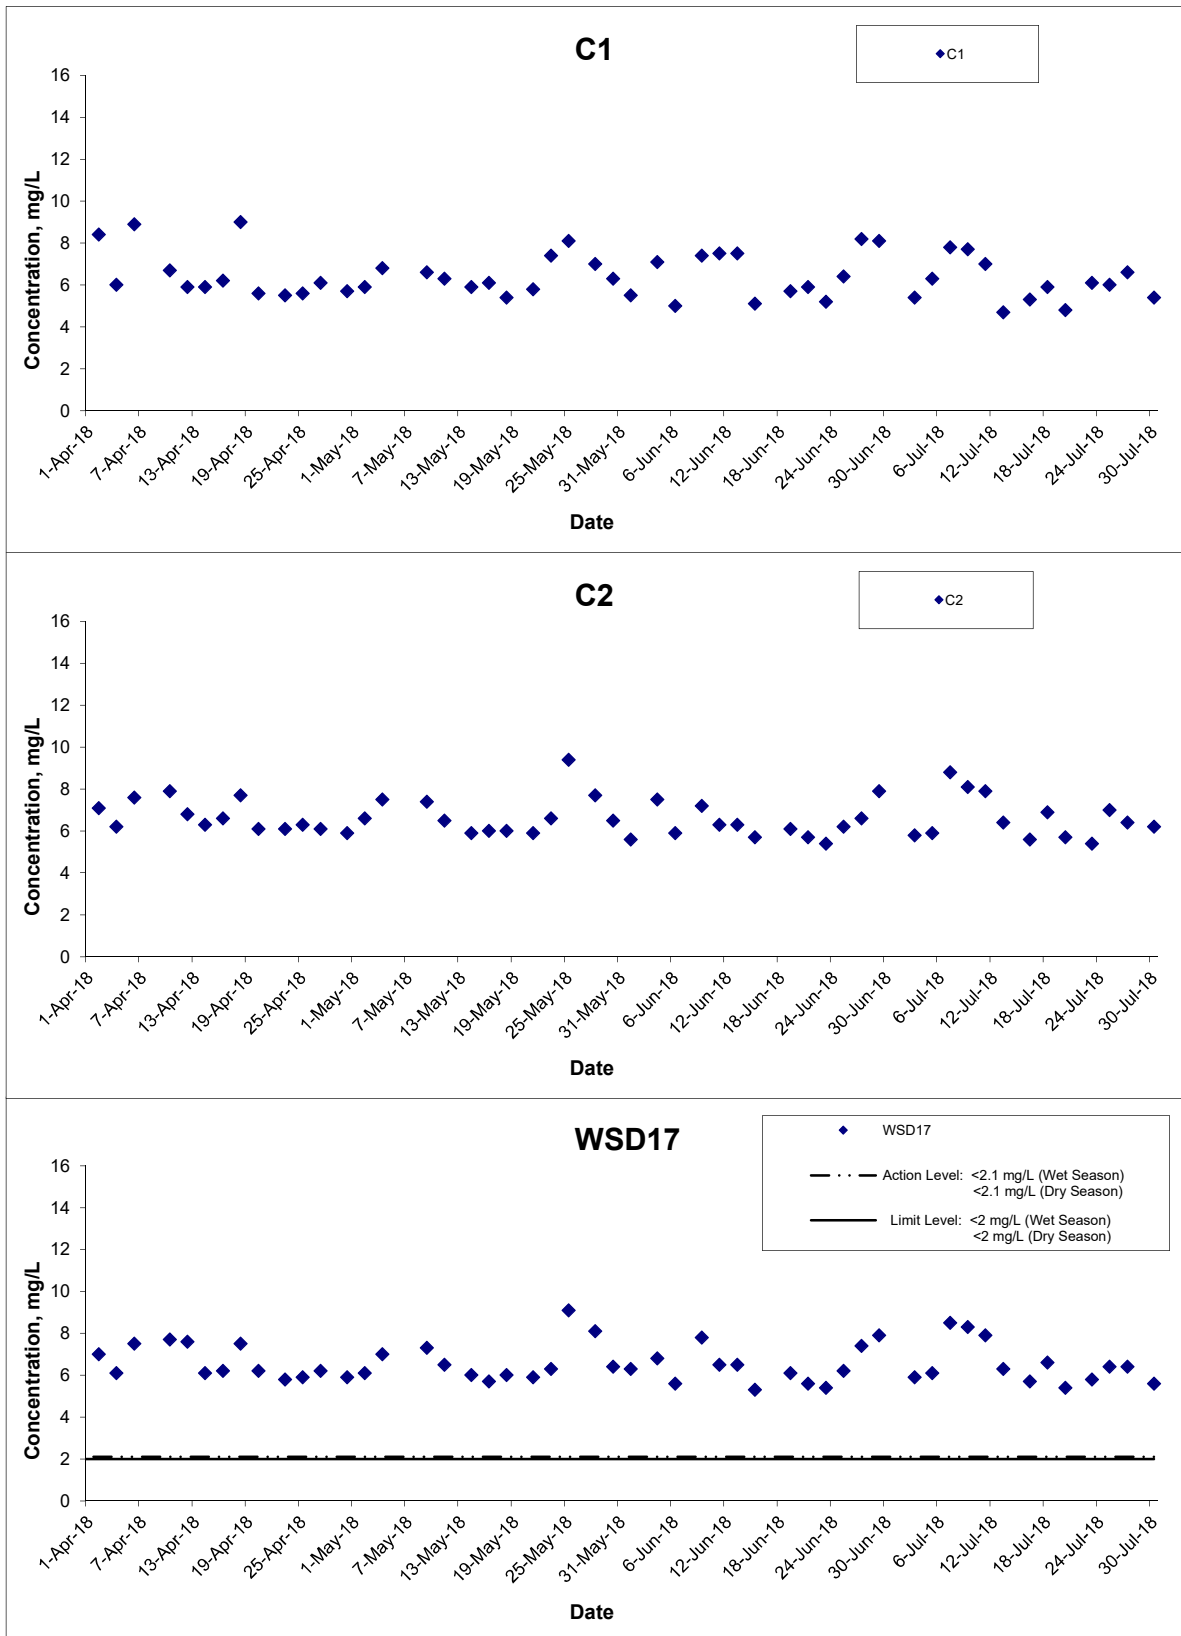 C1
C1
16
14
12
10
8
6
4
2
0
Concentration, mg/L
1-Apr-18
7-Apr-18
13-Apr-18
19-Apr-18
25-Apr-18
1-May-18
7-May-18
13-May-18
19-May-18
25-May-18
31-May-18
6-Jun-18
12-Jun-18
18-Jun-18
24-Jun-18
30-Jun-18
6-Jul-18
12-Jul-18
18-Jul-18
24-Jul-18
30-Jul-18
Date
C2
C2
16
14
12
10
8
6
4
2
0
Concentration, mg/L
1-Apr-18
7-Apr-18
13-Apr-18
19-Apr-18
25-Apr-18
1-May-18
7-May-18
13-May-18
19-May-18
25-May-18
31-May-18
6-Jun-18
12-Jun-18
18-Jun-18
24-Jun-18
30-Jun-18
6-Jul-18
12-Jul-18
18-Jul-18
24-Jul-18
30-Jul-18
Date
WSD17
WSD17
Action Level: <2.1 mg/L (Wet Season)
<2.1 mg/L (Dry Season)
Limit Level: <2 mg/L (Wet Season)
<2 mg/L (Dry Season)
16
14
12
10
8
6
4
2
0
Concentration, mg/L
1-Apr-18
7-Apr-18
13-Apr-18
19-Apr-18
25-Apr-18
1-May-18
7-May-18
13-May-18
19-May-18
25-May-18
31-May-18
6-Jun-18
12-Jun-18
18-Jun-18
24-Jun-18
30-Jun-18
6-Jul-18
12-Jul-18
18-Jul-18
24-Jul-18
30-Jul-18
Date